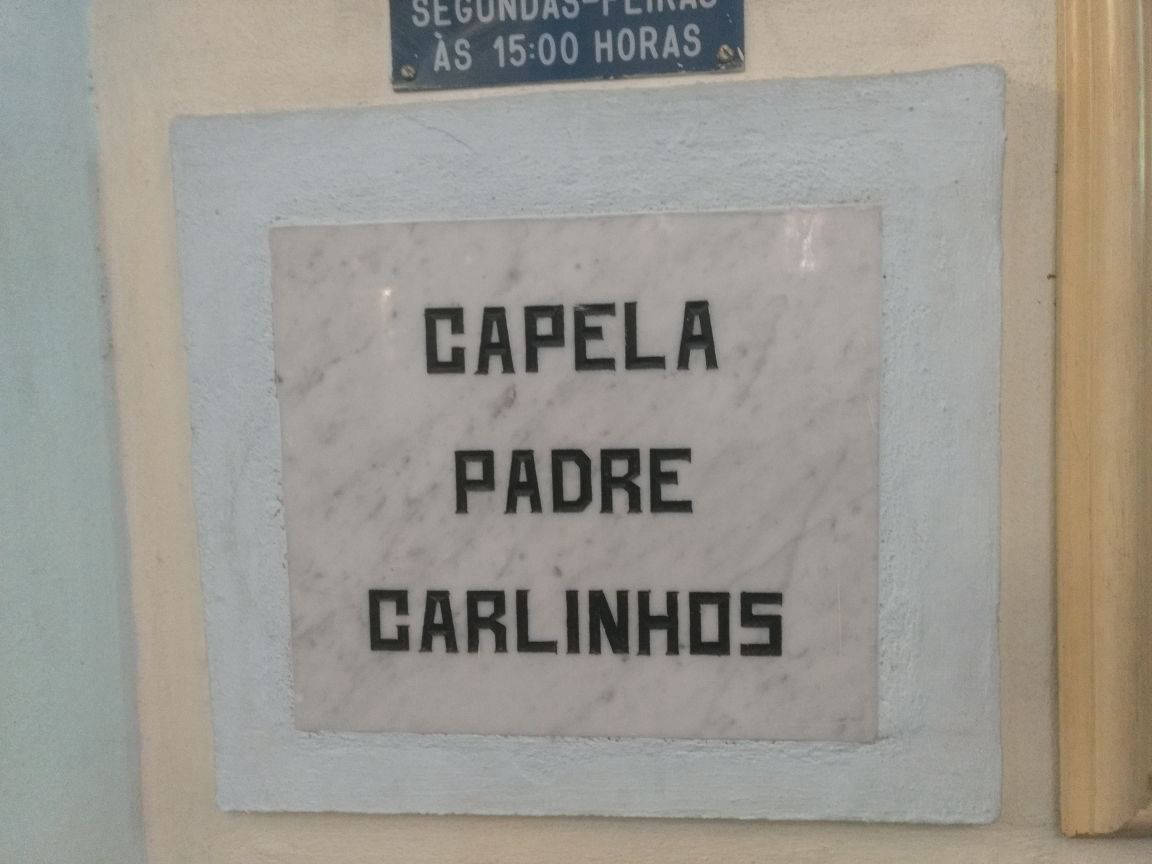 SEGUNDAS-FEIRAS
ÀS 15:00 HORAS
CAPELA
PADRE
CARLINHOS